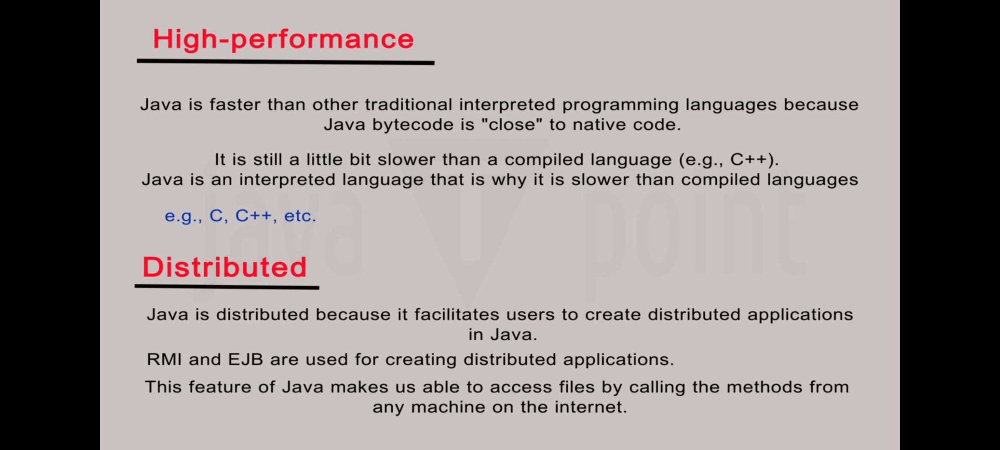 High-performance
Java is faster than other traditional interpreted programming languages because
Java bytecode is "close" to native code.
It is still a little bit slower than a compiled language (e.g., C++).
Java is an interpreted language that is why it is slower than compiled languages
e.g., C, C++, etc.
java T point
Distributed
Java is distributed because it facilitates users to create distributed applications
in Java.
RMI and EJB are used for creating distributed applications.
This feature of Java makes us able to access files by calling the methods from
any machine on the internet.